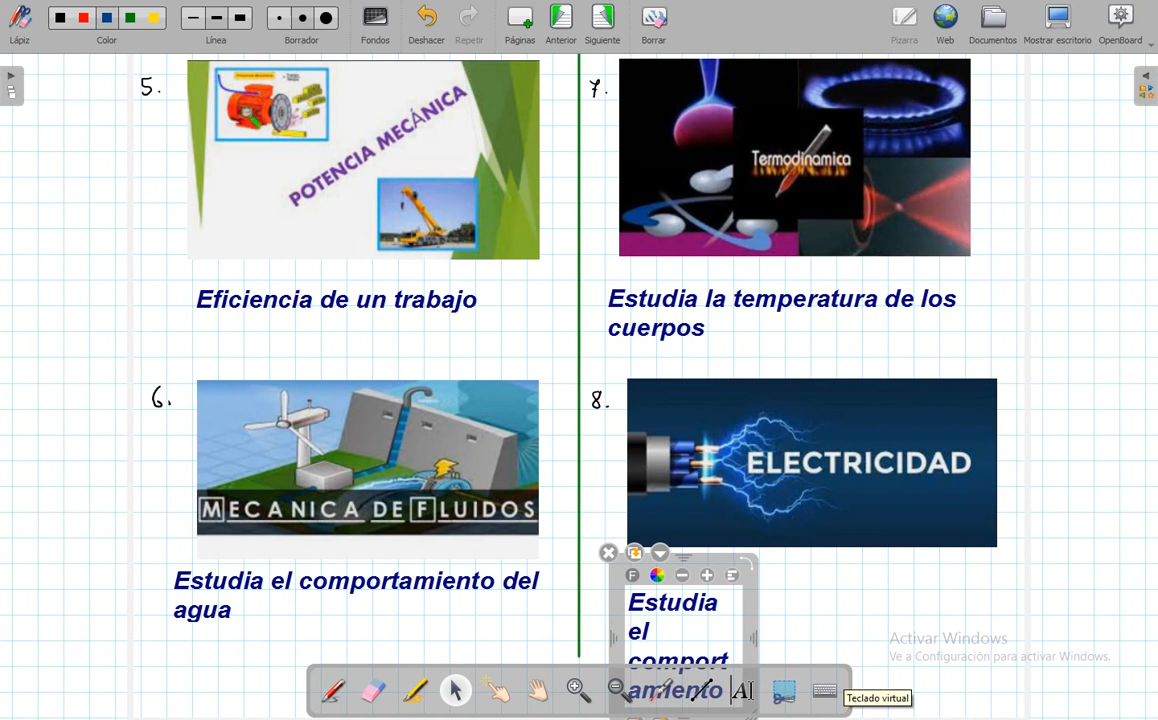 Lápiz
Color
Línea
Borrador
Fondos
Deshacer
Repetir
Páginas
Anterior
Siguiente
Borrar
Pizarra
Web
Documentos
Mostrar escritorio
OpenBoard
5.
POTENCIA MECÁNICA
Eficiencia de un trabajo
6.
MECANICA DE FLUIDOS
Estudia el comportamiento del
agua
7.
Termodinamica
Estudia la temperatura de los
cuerpos
8.
ELECTRICIDAD
F
Estudia
el
comport
amiento
Activar Windows
Ve a Configuración para activar Windows.
AI
Teclado virtual